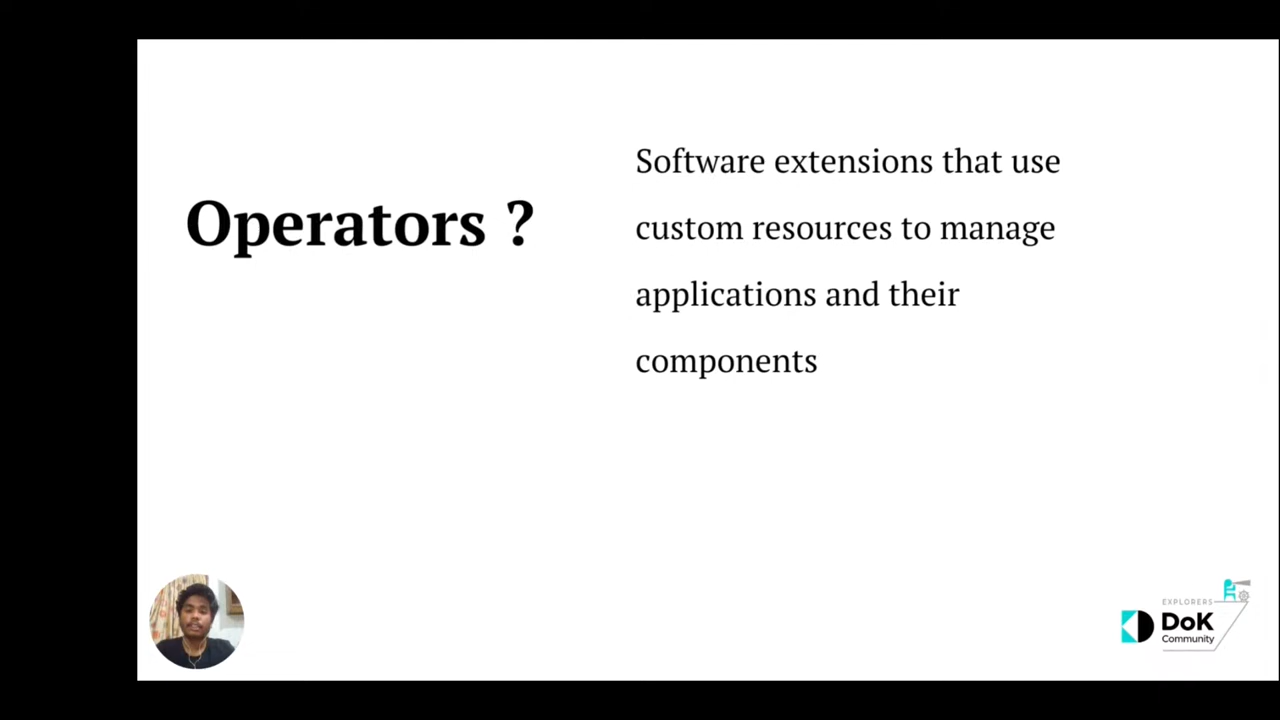 Operators ?
Software extensions that use
custom resources to manage
applications and their
components
EXPLORERS
DoK
Community